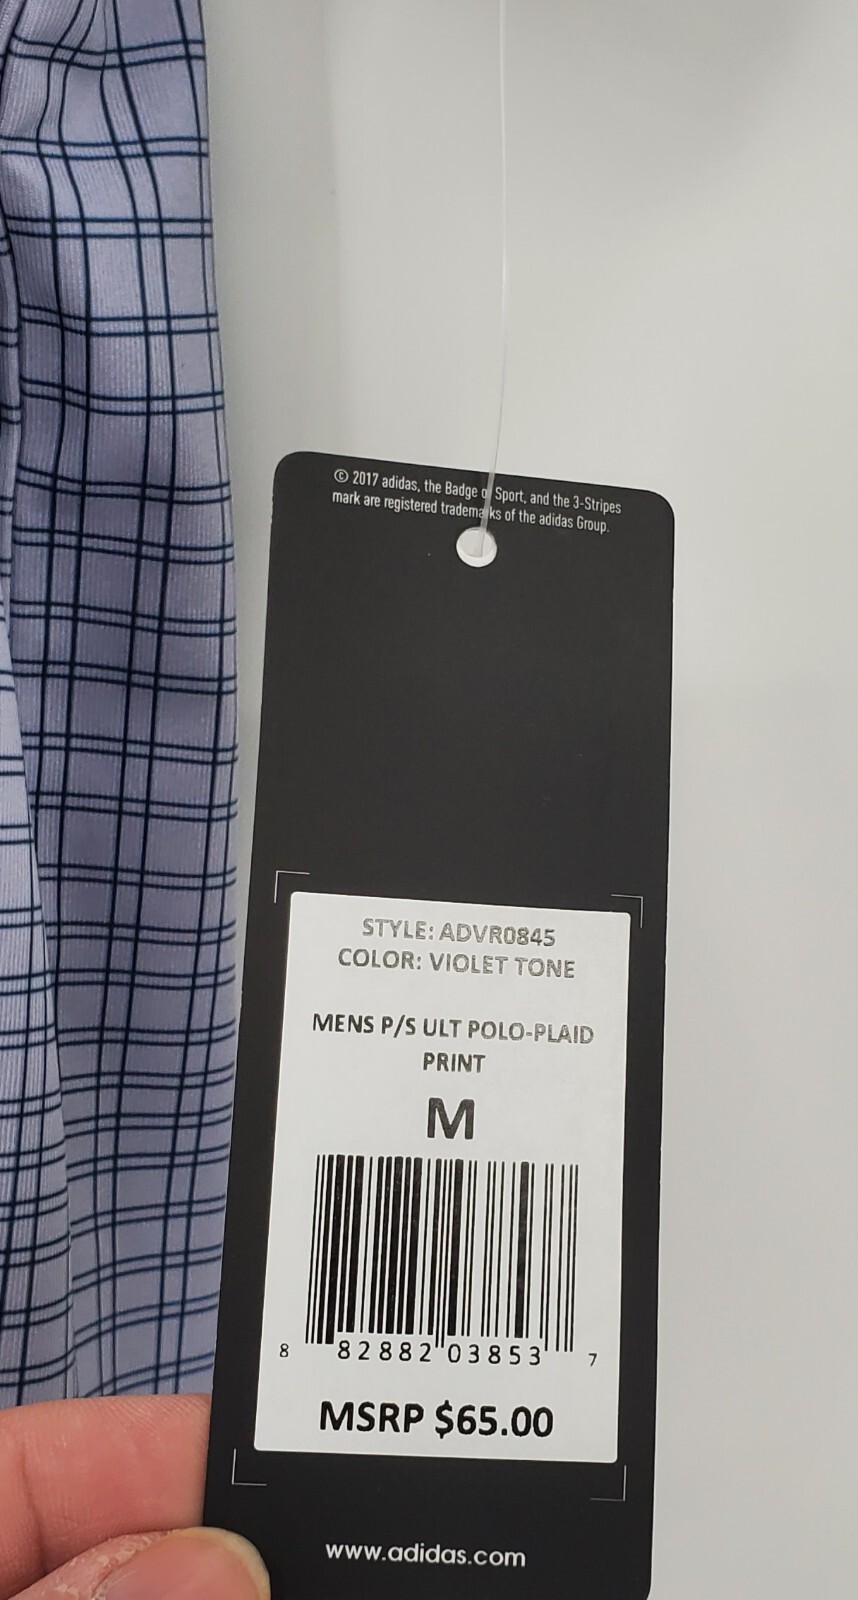 © 2017 adidas, the Badge of Sport, and the 3-Stripes
mark are registered trademarks of the adidas Group.
STYLE: ADVR0845
COLOR: VIOLET TONE
MENS P/S ULT POLO-PLAID
PRINT
M
8 82882 03853 7
MSRP $65.00
www.adidas.com